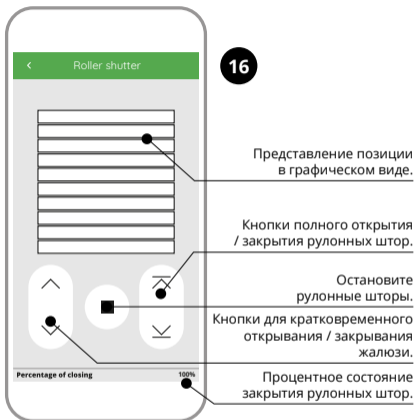 Roller shutter
16
Представление позиции
в графическом виде.
Кнопки полного открытия
/ закрытия рулонных штор.
Остановите
рулонные шторы.
Кнопки для кратковременного
открывания / закрывания
жалюзи.
Percentage of closing 100%
Процентное состояние
закрытия рулонных штор.